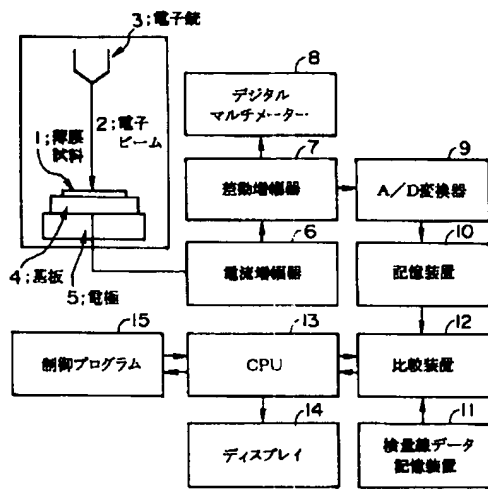 3;電子銃
2;電子
ビーム
1;薄膜
試料
4;基板
5;電極
8
デジタル
マルチメーター
7
差動増幅器
9
A/D変換器
6
電流増幅器
10
記憶装置
15
制御プログラム
13
CPU
12
比較装置
14
ディスプレイ
11
検量線データ
記憶装置